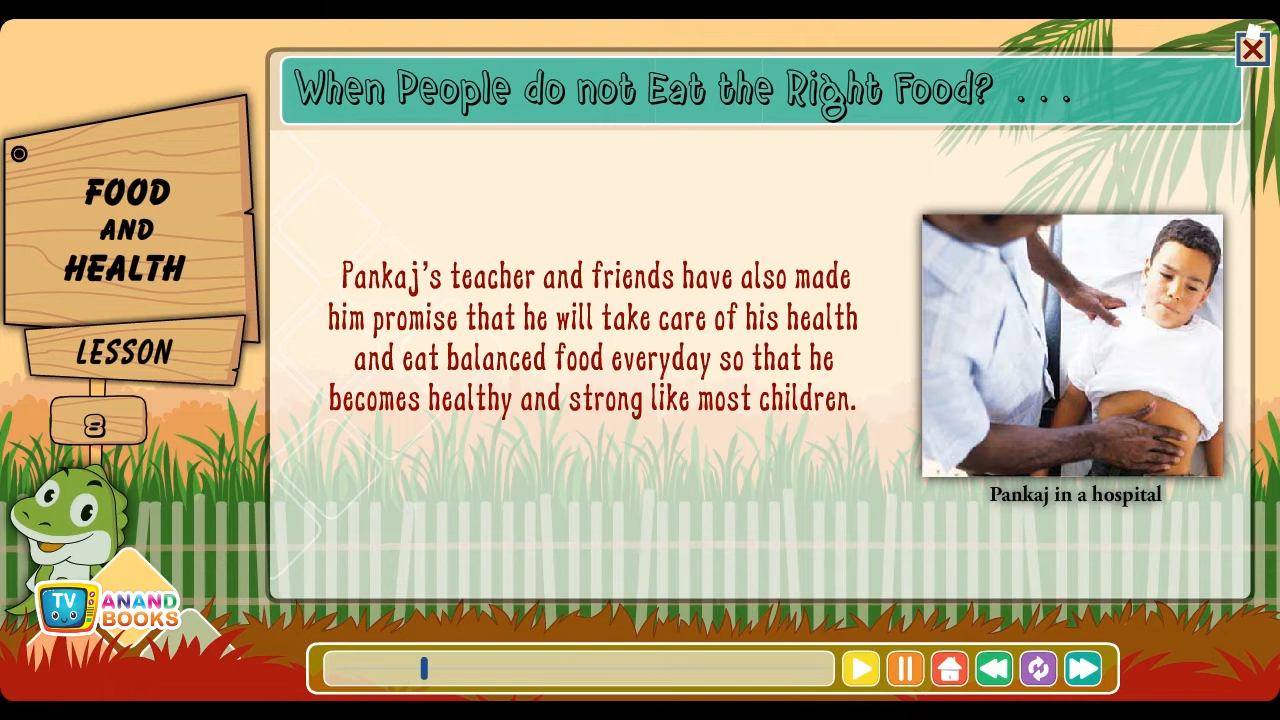 When People do not Eat the Right Food? . . .
FOOD
AND
HEALTH
LESSON
8
Pankaj's teacher and friends have also made
him promise that he will take care of his health
and eat balanced food everyday so that he
becomes healthy and strong like most children.
Pankaj in a hospital
TV
ANAND
BOOKS